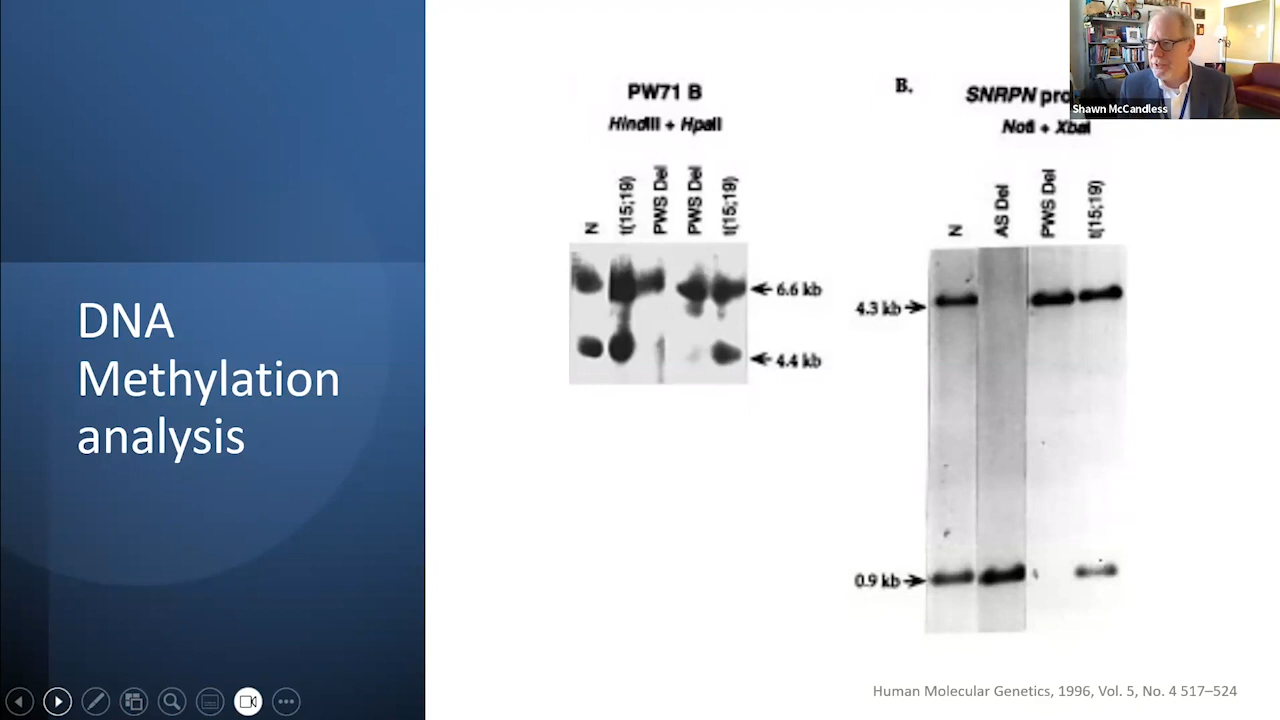 DNA
Methylation
analysis
PW71 B
HindIII + HpaII
N
t(15;19)
PWS Del
PWS Del
t(15;19)
6.6 kb
4.4 kb
B.
SNRPN pro
NotI + XbaI
N
AS Del
PWS Del
t(15;19)
4.3 kb
0.9 kb
Shawn McCandless
Human Molecular Genetics, 1996, Vol. 5, No. 4 517–524